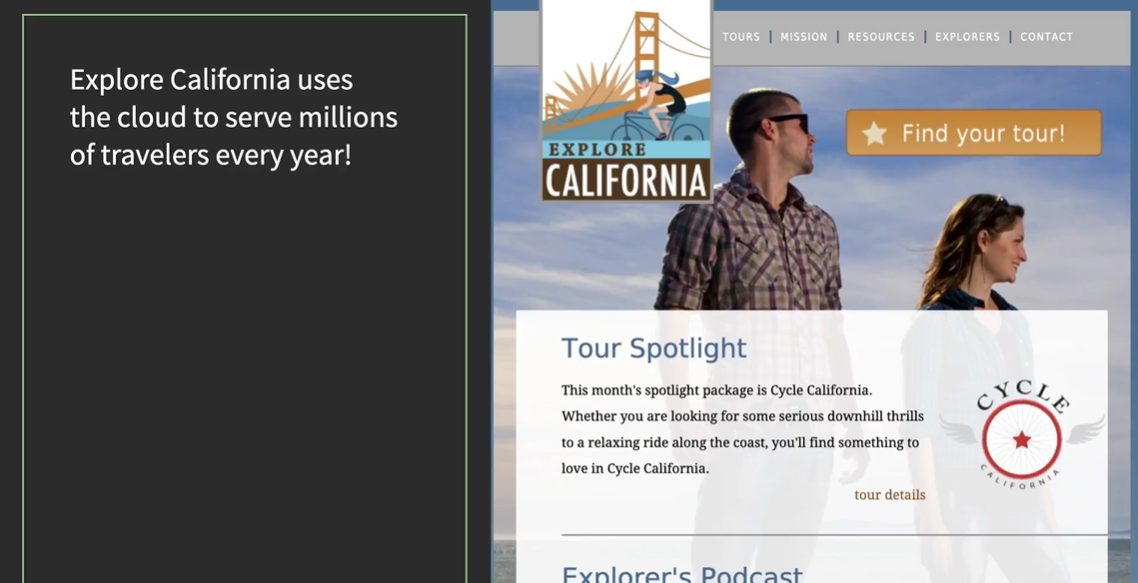 Explore California uses
the cloud to serve millions
of travelers every year!
EXPLORE
CALIFORNIA
TOURS | MISSION | RESOURCES | EXPLORERS | CONTACT
Find your tour!
Tour Spotlight
This month's spotlight package is Cycle California.
Whether you are looking for some serious downhill thrills
to a relaxing ride along the coast, you'll find something to
love in Cycle California.
tour details
CYCLE
CALIFORNIA
Explorer's Podcast